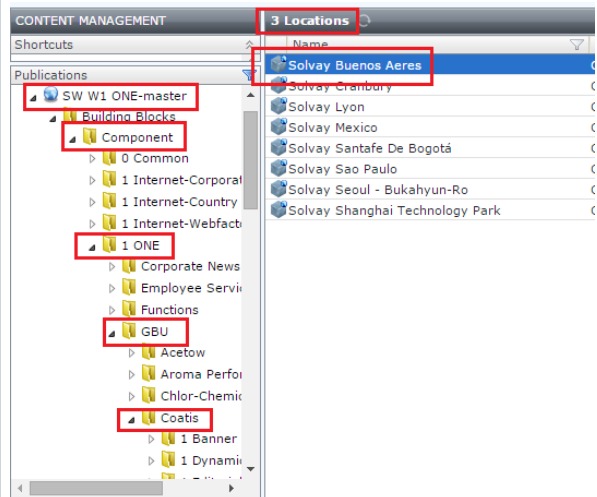 CONTENT MANAGEMENT
Shortcuts
Publications
SW W1 ONE-master
Building Blocks
Component
0 Common
1 Internet-Corporat
1 Internet-Country
1 Internet-Webfact
1 ONE
Corporate News
Employee Servi
Functions
GBU
Acetow
Aroma Perfor
Chlor-Chemic
Coatis
1 Banner
1 Dynami
3 Locations
Name
Solvay Buenos Aeres
Solvay Cranbury
Solvay Lyon
Solvay Mexico
Solvay Santafe De Bogotá
Solvay Sao Paulo
Solvay Seoul - Bukahyun-Ro
Solvay Shanghai Technology Park